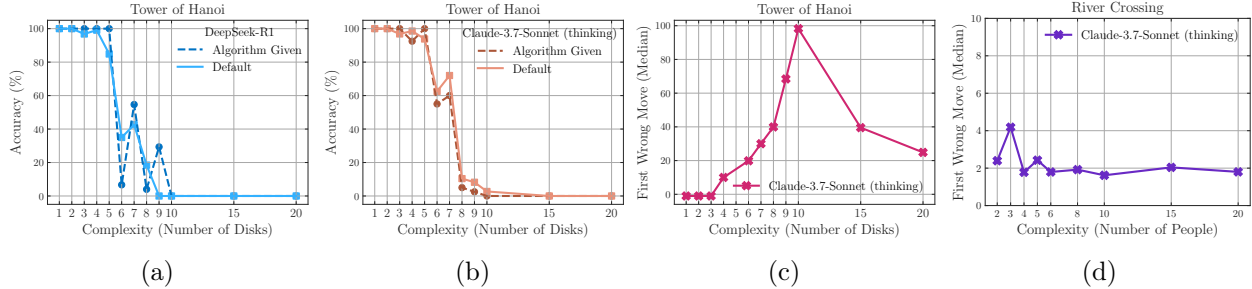 Tower of Hanoi
Accuracy (%)
100
80
60
40
20
0
DeepSeek-R1
Algorithm Given
Default
1 2 3 4 5 6 7 8 9 10 15 20
Complexity (Number of Disks)
(a)
Tower of Hanoi
Accuracy (%)
100
80
60
40
20
0
Claude-3.7-Sonnet (thinking)
Algorithm Given
Default
1 2 3 4 5 6 7 8 9 10 15 20
Complexity (Number of Disks)
(b)
Tower of Hanoi
First Wrong Move (Median)
100
80
60
40
20
0
Claude-3.7-Sonnet (thinking)
1 2 3 4 5 6 7 8 9 10 15 20
Complexity (Number of Disks)
(c)
River Crossing
First Wrong Move (Median)
10
8
6
4
2
0
Claude-3.7-Sonnet (thinking)
2 3 4 5 6 8 10 15 20
Complexity (Number of People)
(d)